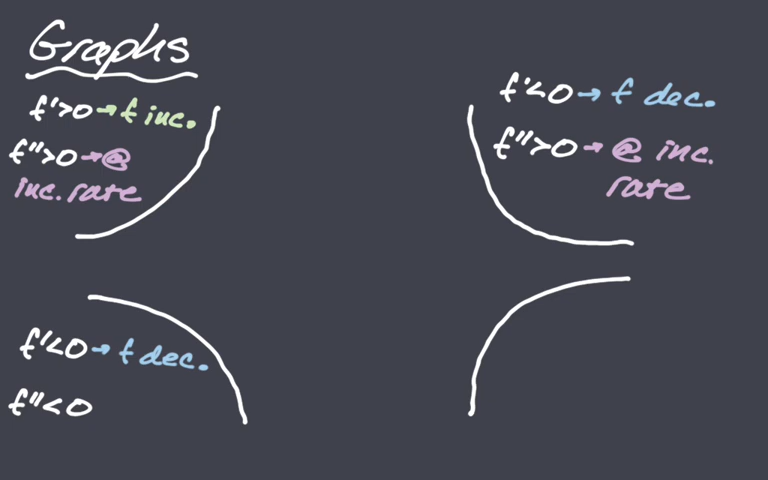 Graphs
f'>0→f inc.
f''>0→@
inc. rate
f'<0→f dec.
f''>0→@ inc.
rate
f'<0→f dec.
f''<0